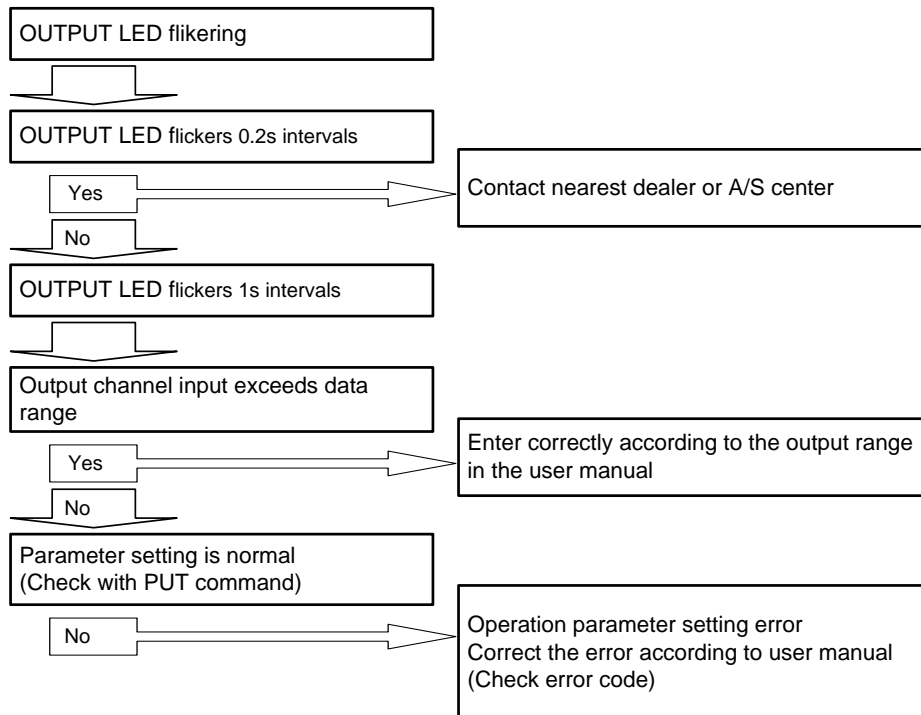 OUTPUT LED flikering
OUTPUT LED flickers 0.2s intervals
Yes
Contact nearest dealer or A/S center
No
OUTPUT LED flickers 1s intervals
Output channel input exceeds data
range
Yes
Enter correctly according to the output range
in the user manual
No
Parameter setting is normal
(Check with PUT command)
No
Operation parameter setting error
Correct the error according to user manual
(Check error code)